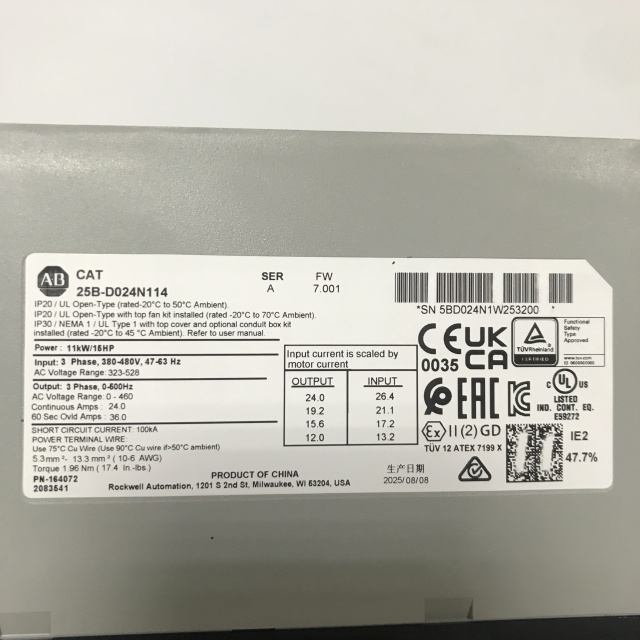 AB
CAT
SER
FW
25B-D024N114
A
7.001
IP20 / UL Open-Type (rated-20°C to 50°C Ambient).
IP20 / UL Open-Type with top fan kit installed (rated -20°C to 70°C Ambient).
IP30 / NEMA 1 / UL Type 1 with top cover and optional conduit box kit
installed (rated -20°C to 45 °C Ambient). Refer to user manual.
*SN 5BD024N1W253200 *
Power : 11kW/15HP
Input: 3 Phase, 380-480V, 47-63 Hz
AC Voltage Range: 323-528
Output: 3 Phase, 0-600Hz
AC Voltage Range: 0 - 460
Continuous Amps : 24.0
60 Sec Ovld Amps : 36.0
Input current is scaled by
motor current
OUTPUT INPUT
24.0 26.4
19.2 21.1
15.6 17.2
12.0 13.2
SHORT CIRCUIT CURRENT: 100kA
POWER TERMINAL WIRE:
Use 75°C Cu Wire (Use 90°C Cu wire if>50°C ambient)
5.3mm²- 13.3mm² (10-6 AWG)
Torque 1.96 Nm (17.4 In.-lbs.)
PN-164072
2083541
PRODUCT OF CHINA
Rockwell Automation, 1201 S 2nd St, Milwaukee, WI 53204, USA
生产日期
2025/08/08
CE
0035
UK
CA
TÜVRheinland
CERTIFIED
Functional
Safety
Type
Approved
www.tuv.com
EAC
c UL US
LISTED
IND. CONT. EQ.
E59272
Ex II (2) GD
TÜV 12 ATEX 7199 X
IE2
47.7%